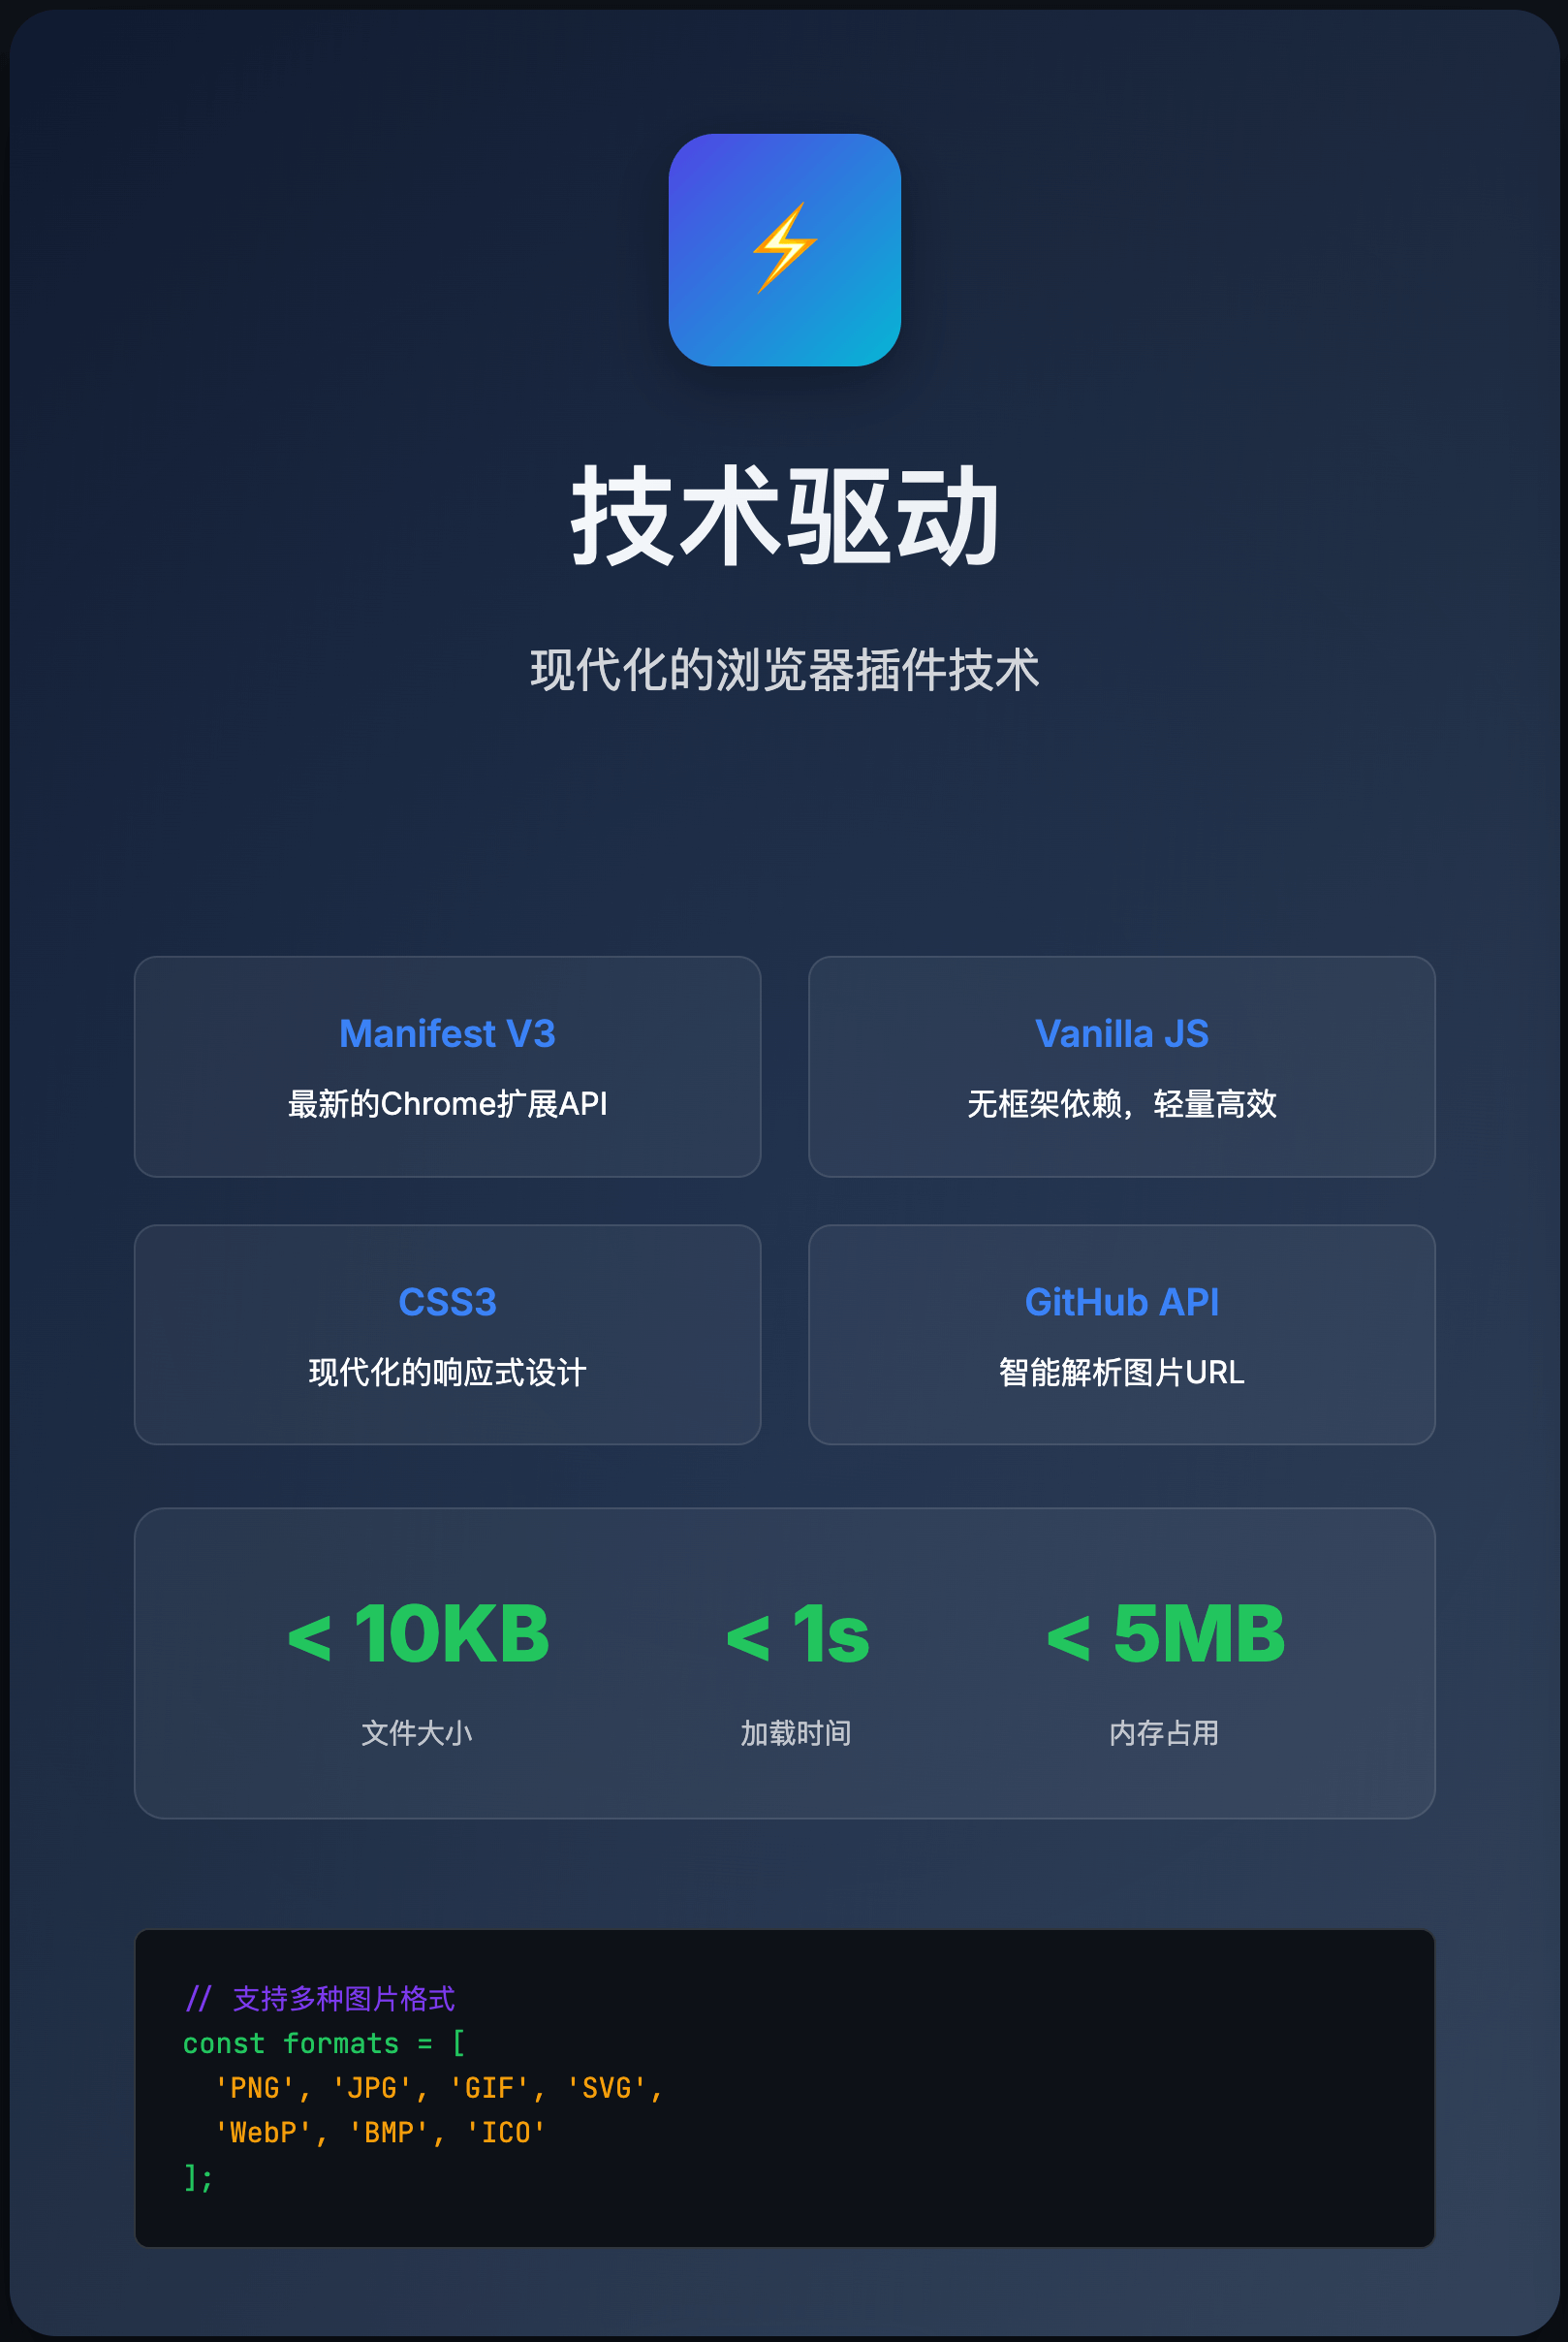 技术驱动
现代化的浏览器插件技术
Manifest V3
最新的Chrome扩展API
Vanilla JS
无框架依赖，轻量高效
CSS3
现代化的响应式设计
GitHub API
智能解析图片URL
< 10KB
文件大小
< 1s
加载时间
< 5MB
内存占用
// 支持多种图片格式
const formats = [
  'PNG', 'JPG', 'GIF', 'SVG',
  'WebP', 'BMP', 'ICO'
];